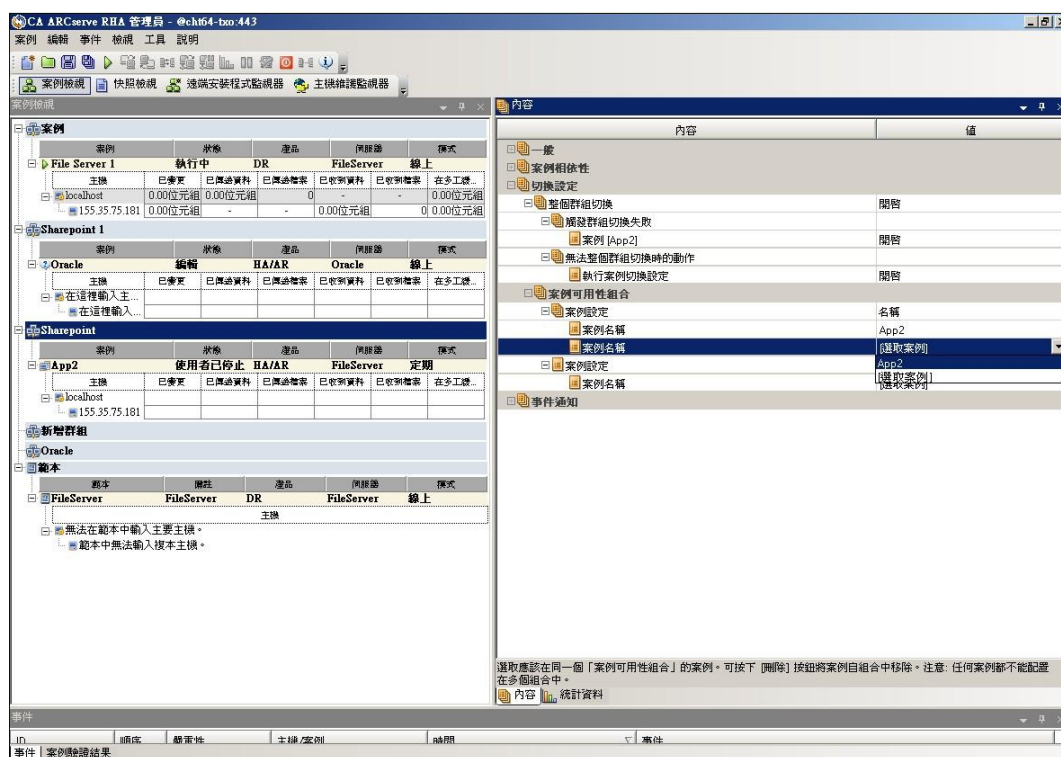 CA ARCserve RHA 管理員 - @cht64-txo:443
案例 編輯 事件 檢視 工具 說明
案例檢視 快照檢視 遠端安裝程式監視器 主機維護監視器
案例檢視
案例
案例 狀態 產品 伺服器 模式
File Server 1 執行中 DR FileServer 線上
主機 已變更 已傳送資料 已傳送檔案 已收到資料 已收到檔案 在多工緩...
localhost 0.00位元組 0.00位元組 0 - - 0.00位元組
155.35.75.181 0.00位元組 - - 0.00位元組 0 0.00位元組
Sharepoint 1
案例 狀態 產品 伺服器 模式
Oracle 編輯 HA/AR Oracle 線上
主機 已變更 已傳送資料 已傳送檔案 已收到資料 已收到檔案 在多工緩...
在這裡輸入主...
在這裡輸入...
Sharepoint
案例 狀態 產品 伺服器 模式
App2 使用者已停止 HA/AR FileServer 定期
主機 已變更 已傳送資料 已傳送檔案 已收到資料 已收到檔案 在多工緩...
localhost
155.35.75.181
新增群組
Oracle
範本
範本 附註 產品 伺服器 模式
FileServer FileServer DR FileServer 線上
主機
無法在範本中輸入主要主機。
範本中無法輸入複本主機。
內容
內容 值
一般
案例相依性
切換設定
整個群組切換 開啟
觸發群組切換失敗
案例 [App2] 開啟
無法整個群組切換時的動作
執行案例切換設定 開啟
案例可用性組合
案例設定 名稱
案例名稱 App2
案例名稱 [選取案例]
案例設定 App2
案例名稱 [選取案例]
事件通知
選取應該在同一個「案例可用性組合」的案例。可按下 [刪除] 按鈕將案例自組合中移除。注意: 任何案例都不能配置
在多個組合中。
內容 統計資料
事件
ID 順序 嚴重性 主機/案例 時間 事件
事件 案例驗證結果